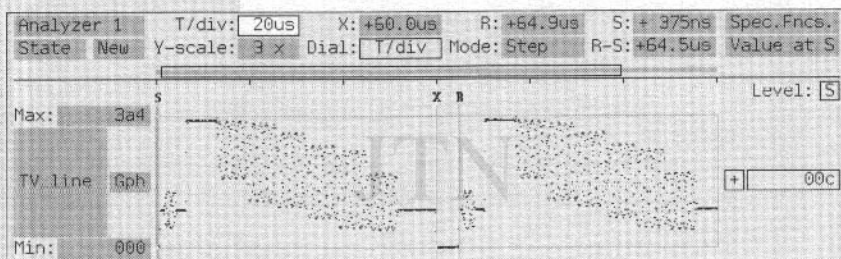 Analyzer 1 T/div: 20us X: +60.0us R: +64.9us S: + 375ns Spec.Fncs.
State New Y-scale: 3 x Dial: T/div Mode: Step R-S: +64.5us Value at S
Level: S
S X R
Max: 3a4
JTN
TV line Gph + 00c
Min: 000